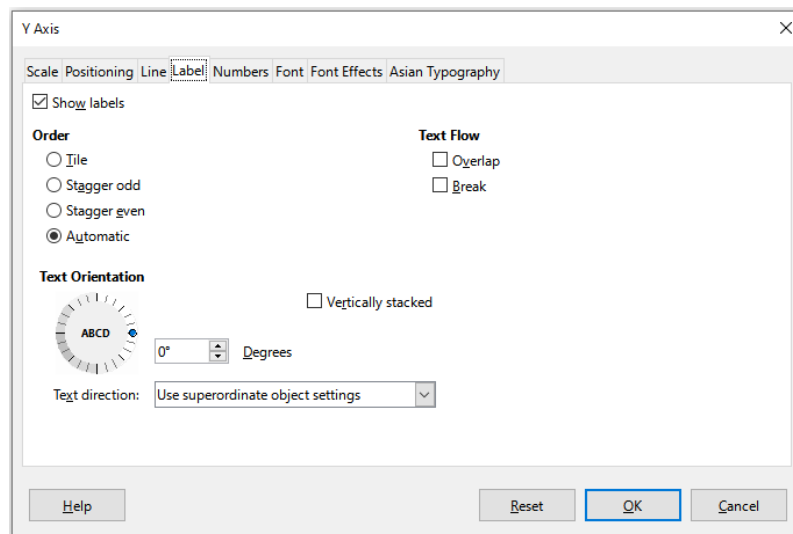 Y Axis
Scale Positioning Line Label Numbers Font Font Effects Asian Typography
Show labels
Order
Text Flow
Tile
Overlap
Stagger odd
Break
Stagger even
Automatic
Text Orientation
Vertically stacked
ABCD
0° Degrees
Text direction: Use superordinate object settings
Help Reset OK Cancel